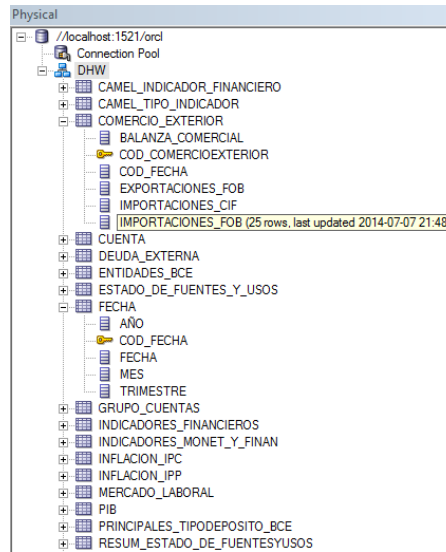 Physical
//localhost:1521/orcl
Connection Pool
DHW
CAMEL_INDICADOR_FINANCIERO
CAMEL_TIPO_INDICADOR
COMERCIO_EXTERIOR
BALANZA_COMERCIAL
COD_COMERCIOEXTERIOR
COD_FECHA
EXPORTACIONES_FOB
IMPORTACIONES_CIF
IMPORTACIONES_FOB (25 rows, last updated 2014-07-07 21:48
CUENTA
DEUDA_EXTERNA
ENTIDADES_BCE
ESTADO_DE_FUENTES_Y_USOS
FECHA
AÑO
COD_FECHA
FECHA
MES
TRIMESTRE
GRUPO_CUENTAS
INDICADORES_FINANCIEROS
INDICADORES_MONET_Y_FINAN
INFLACION_IPC
INFLACION_IPP
MERCADO_LABORAL
PIB
PRINCIPALES_TIPODEPOSITO_BCE
RESUM_ESTADO_DE_FUENTESYUSOS